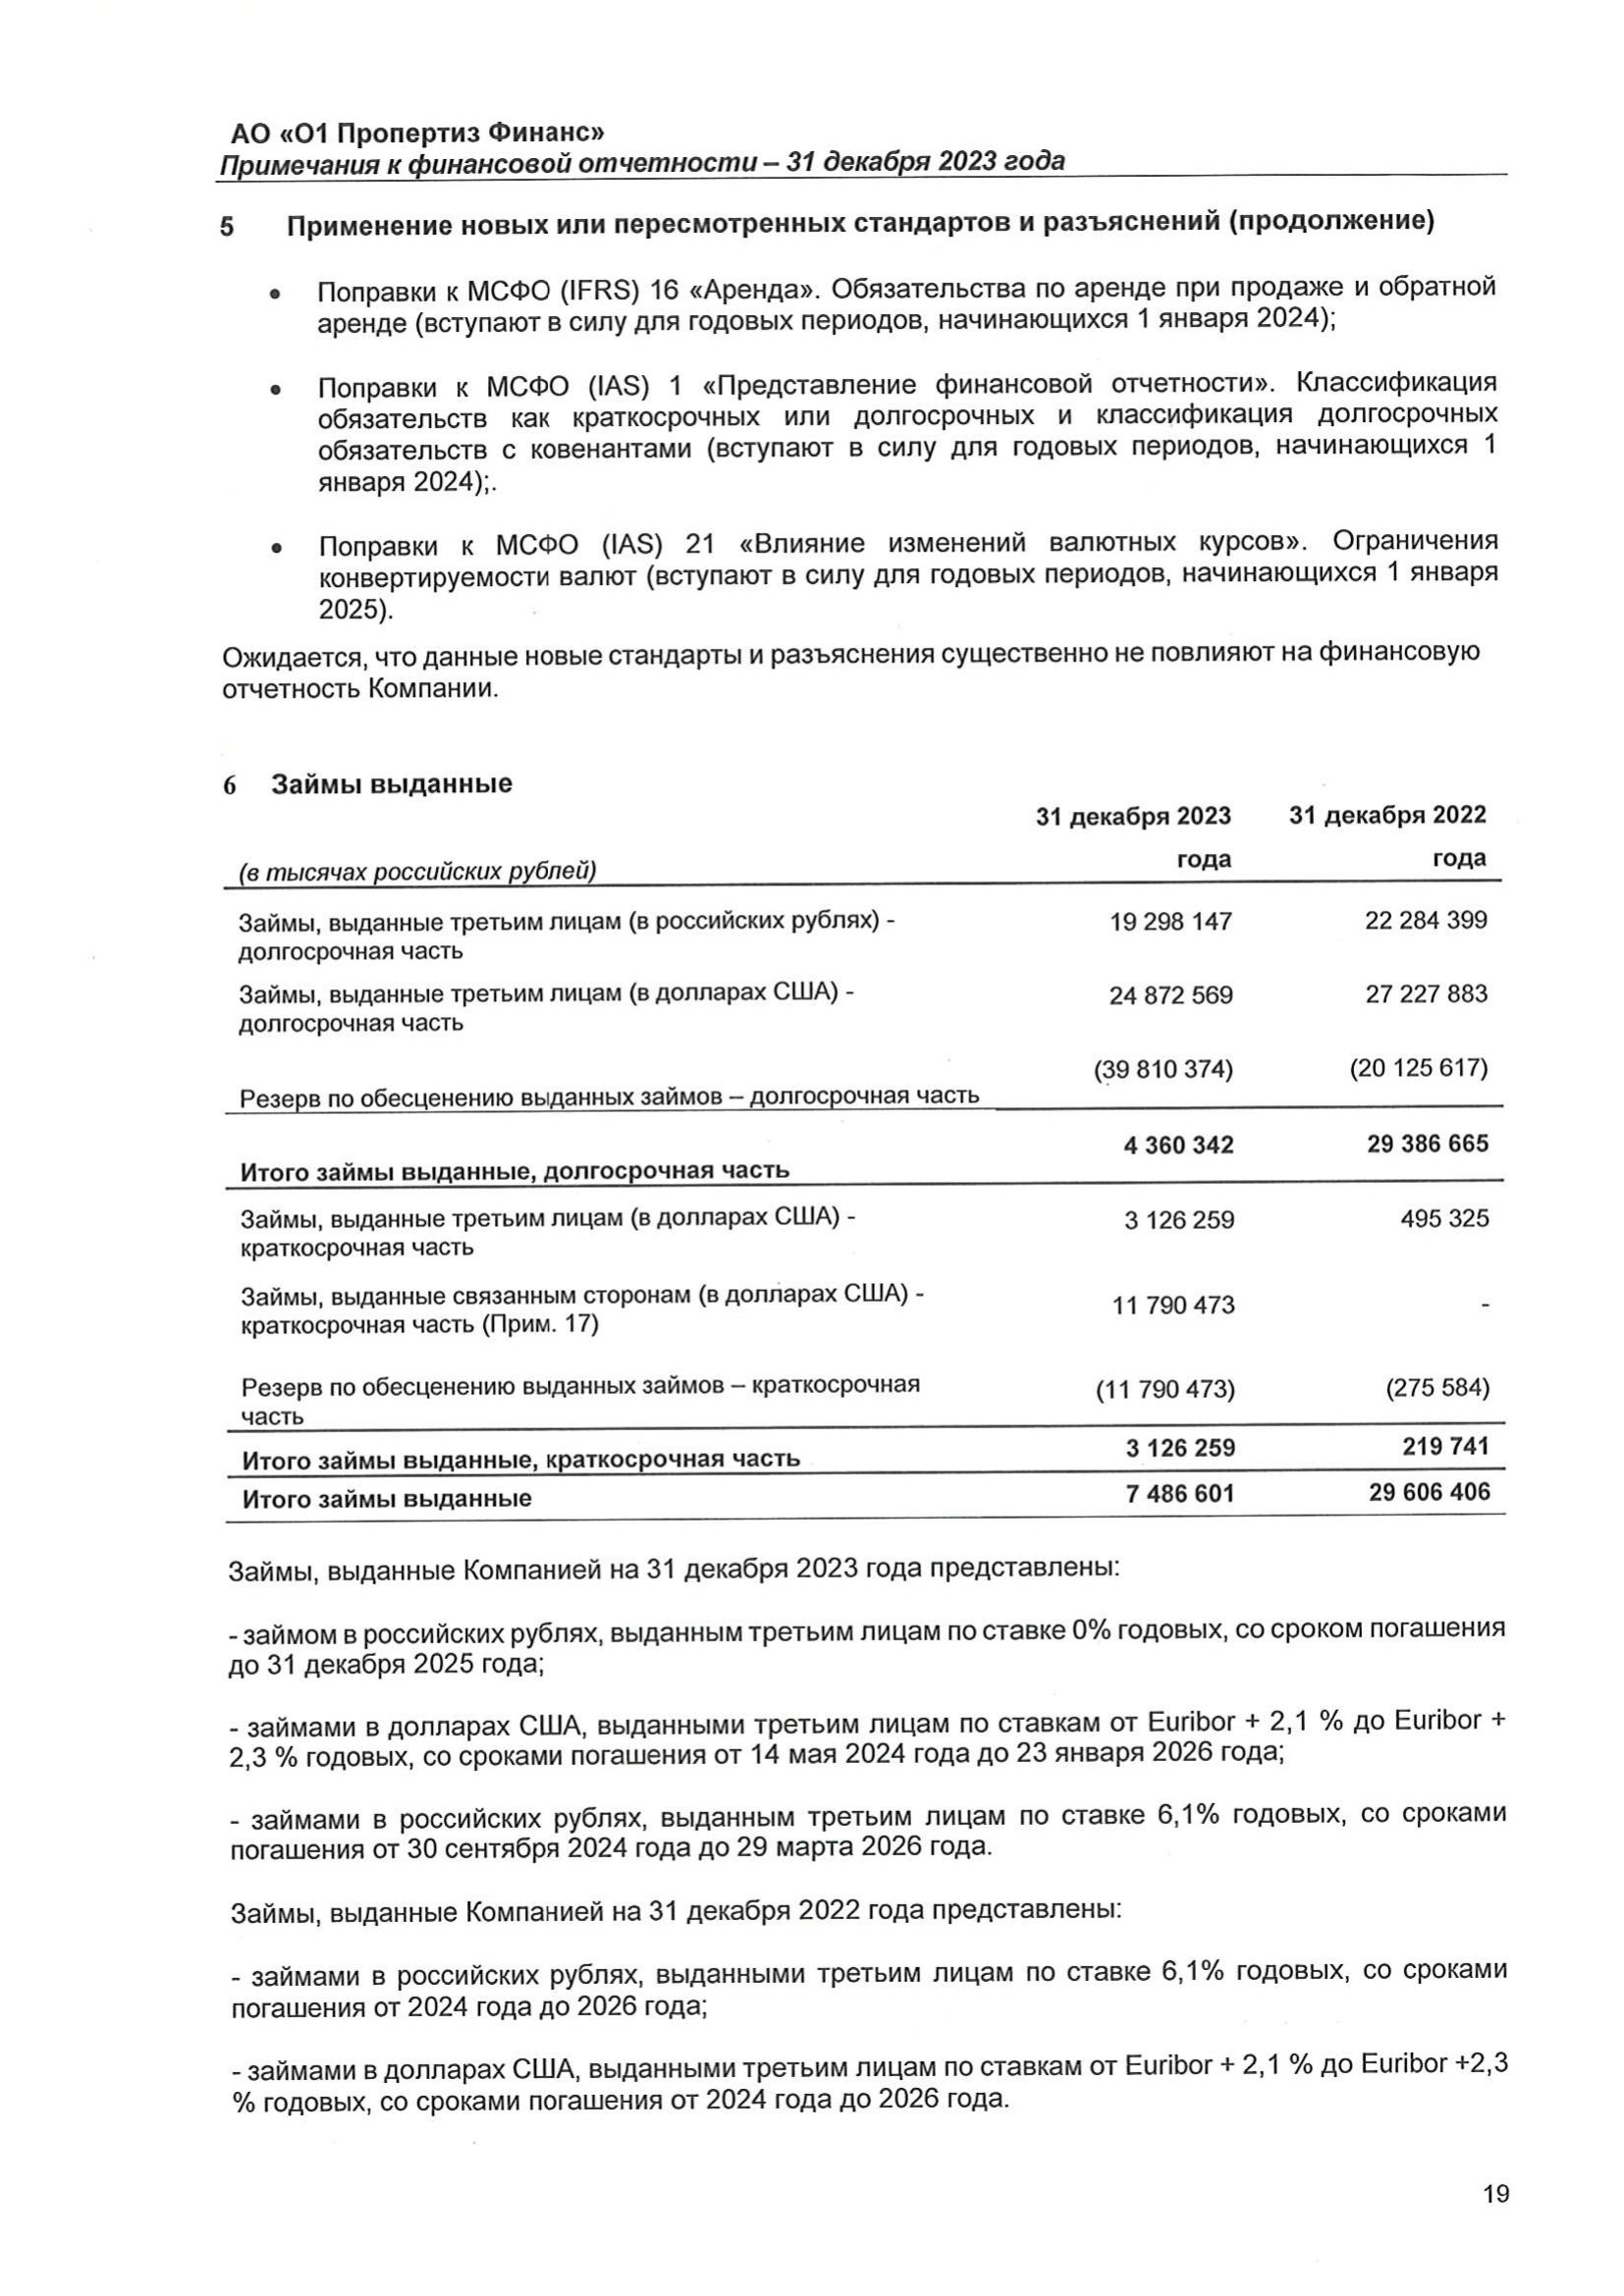 АО «О1 Пропертиз Финанс»
Примечания к финансовой отчетности – 31 декабря 2023 года
5 Применение новых или пересмотренных стандартов и разъяснений (продолжение)
• Поправки к МСФО (IFRS) 16 «Аренда». Обязательства по аренде при продаже и обратной
аренде (вступают в силу для годовых периодов, начинающихся 1 января 2024);
• Поправки к МСФО (IAS) 1 «Представление финансовой отчетности». Классификация
обязательств как краткосрочных или долгосрочных и классификация долгосрочных
обязательств с ковенантами (вступают в силу для годовых периодов, начинающихся 1
января 2024);.
• Поправки к МСФО (IAS) 21 «Влияние изменений валютных курсов». Ограничения
конвертируемости валют (вступают в силу для годовых периодов, начинающихся 1 января
2025).
Ожидается, что данные новые стандарты и разъяснения существенно не повлияют на финансовую
отчетность Компании.
6 Займы выданные
31 декабря 2023 31 декабря 2022
(в тысячах российских рублей) года года
Займы, выданные третьим лицам (в российских рублях) - 19 298 147 22 284 399
долгосрочная часть
Займы, выданные третьим лицам (в долларах США) - 24 872 569 27 227 883
долгосрочная часть
(39 810 374) (20 125 617)
Резерв по обесценению выданных займов – долгосрочная часть
4 360 342 29 386 665
Итого займы выданные, долгосрочная часть
Займы, выданные третьим лицам (в долларах США) - 3 126 259 495 325
краткосрочная часть
Займы, выданные связанным сторонам (в долларах США) - 11 790 473 -
краткосрочная часть (Прим. 17)
Резерв по обесценению выданных займов – краткосрочная (11 790 473) (275 584)
часть
Итого займы выданные, краткосрочная часть 3 126 259 219 741
Итого займы выданные 7 486 601 29 606 406
Займы, выданные Компанией на 31 декабря 2023 года представлены:
- займом в российских рублях, выданным третьим лицам по ставке 0% годовых, со сроком погашения
до 31 декабря 2025 года;
- займами в долларах США, выданными третьим лицам по ставкам от Euribor + 2,1 % до Euribor +
2,3 % годовых, со сроками погашения от 14 мая 2024 года до 23 января 2026 года;
- займами в российских рублях, выданным третьим лицам по ставке 6,1% годовых, со сроками
погашения от 30 сентября 2024 года до 29 марта 2026 года.
Займы, выданные Компанией на 31 декабря 2022 года представлены:
- займами в российских рублях, выданными третьим лицам по ставке 6,1% годовых, со сроками
погашения от 2024 года до 2026 года;
- займами в долларах США, выданными третьим лицам по ставкам от Euribor + 2,1 % до Euribor +2,3
% годовых, со сроками погашения от 2024 года до 2026 года.
19